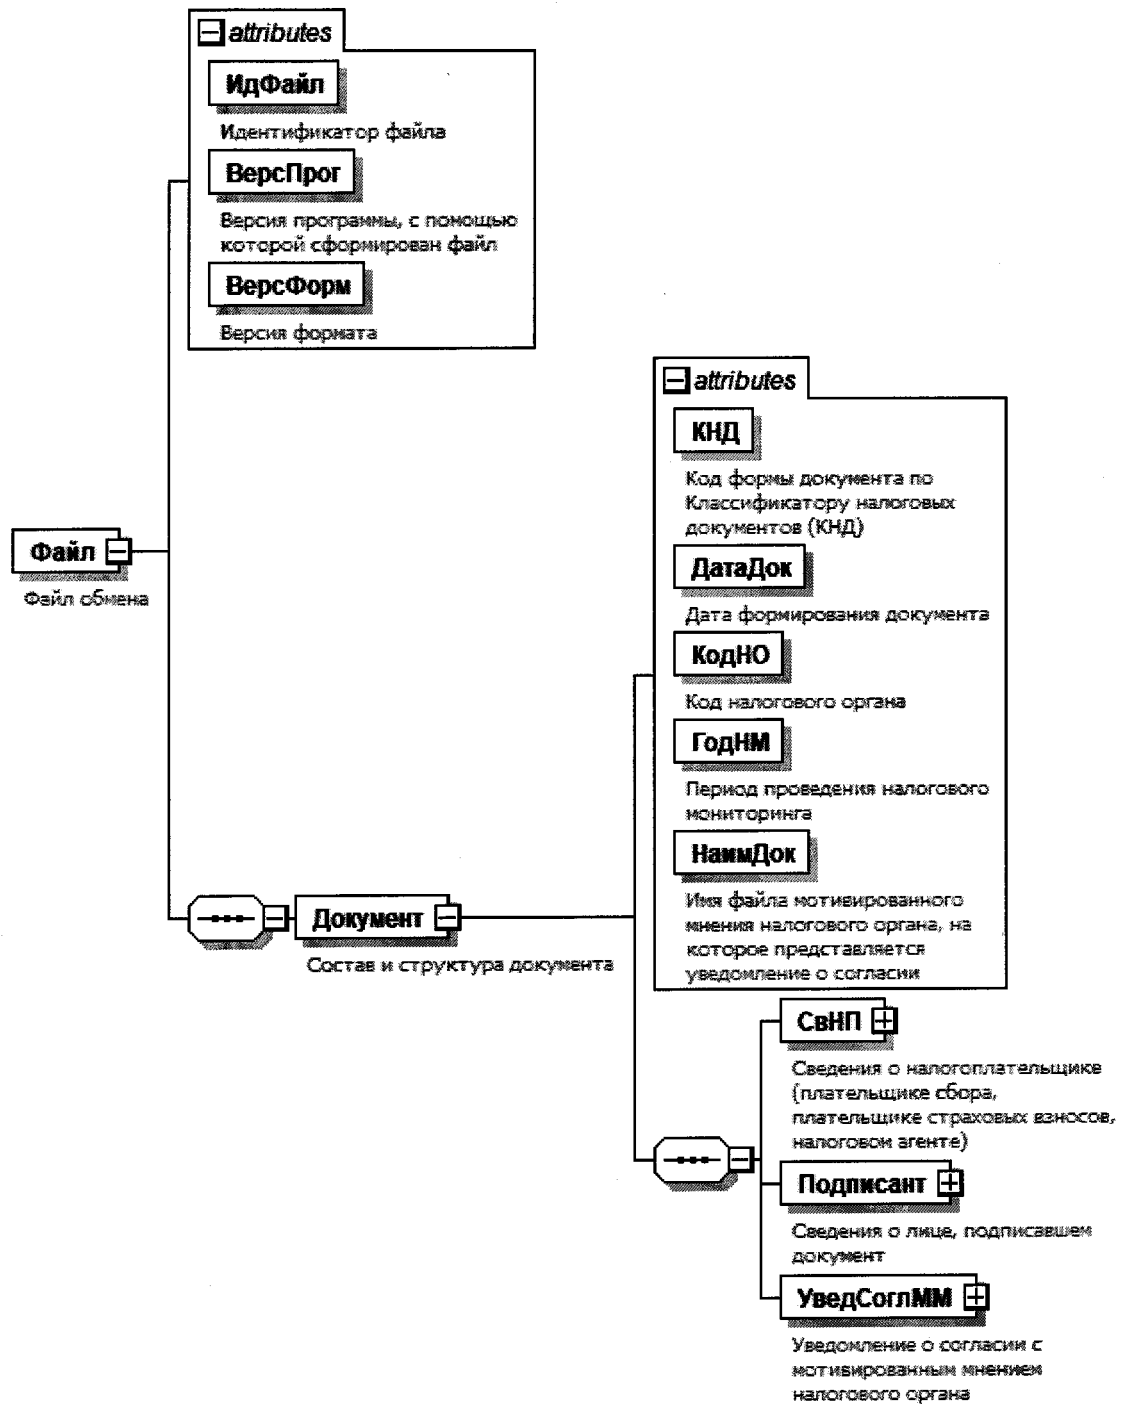 attributes
ИдФайл
Идентификатор файла
ВерсПрог
Версия программы, с помощью
которой сформирован файл
ВерсФорм
Версия формата
Файл
Файл обмена
Документ
Состав и структура документа
attributes
КНД
Код формы документа по
Классификатору налоговых
документов (КНД)
ДатаДок
Дата формирования документа
КодНО
Код налогового органа
ГодНМ
Период проведения налогового
мониторинга
НаимДок
Имя файла мотивированного
мнения налогового органа, на
которое представляется
уведомление о согласии
СвНП
Сведения о налогоплательщике
(плательщике сбора,
плательщике страховых взносов,
налоговом агенте)
Подписант
Сведения о лице, подписавшем
документ
УведСоглММ
Уведомление о согласии с
мотивированным мнением
налогового органа